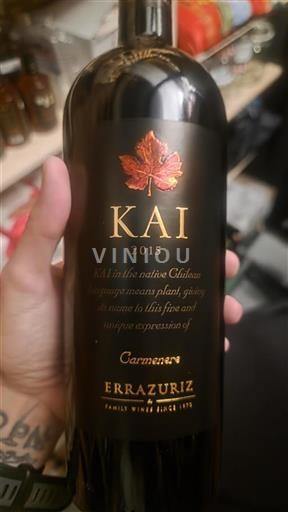 KAI
2015
VINIOU
KAI in the native Chilean
language means plant, giving
its name to this fine and
unique expression of
Carmenere
ERRAZURIZ
FAMILY WINES SINCE 1870